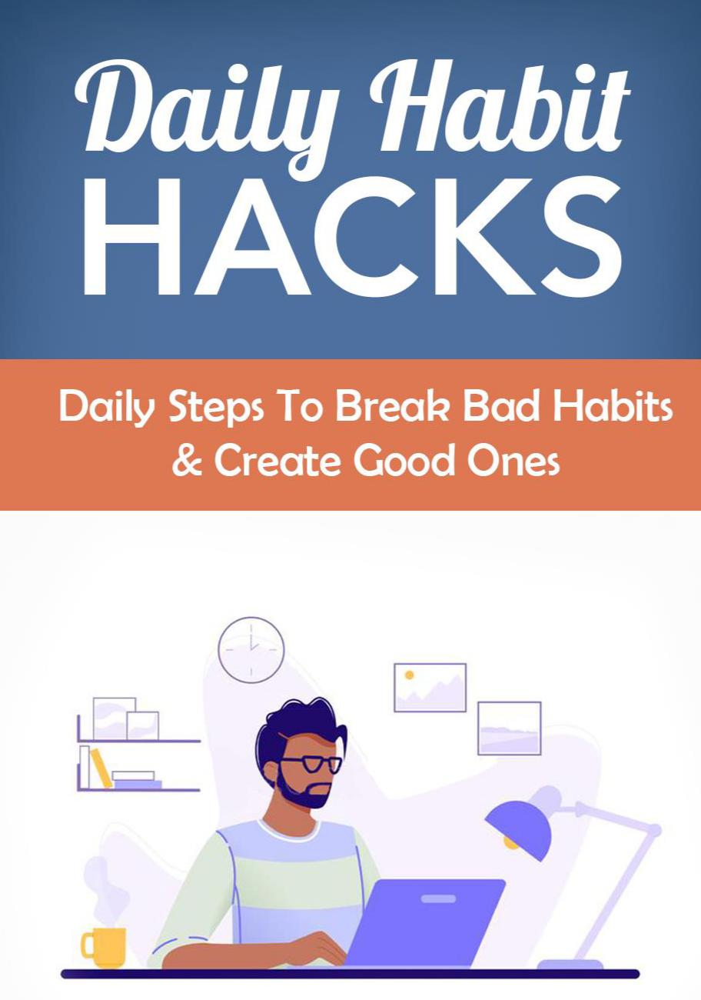 Daily Habit
HACKS
Daily Steps To Break Bad Habits
& Create Good Ones